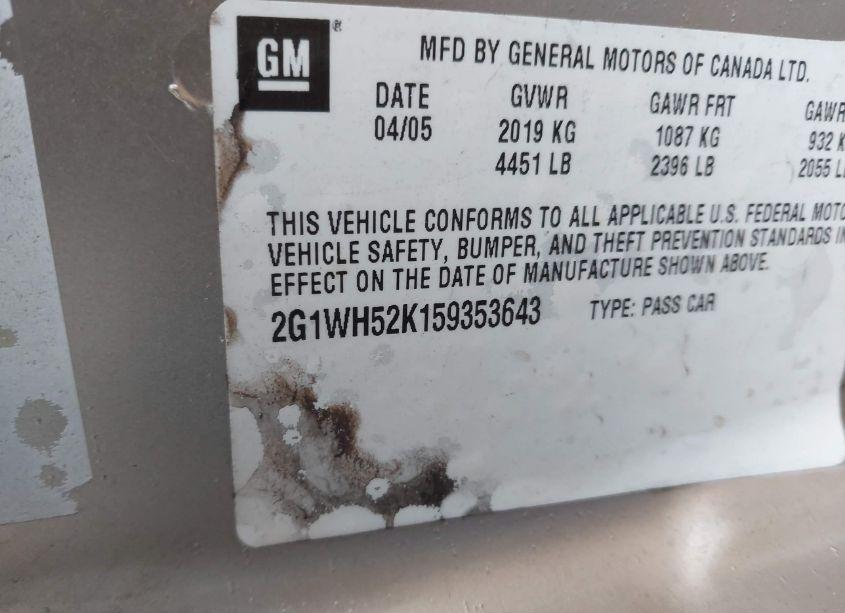 GM ®
MFD BY GENERAL MOTORS OF CANADA LTD.
DATE GVWR GAWR FRT GAWR
04/05 2019 KG 1087 KG 932 K
4451 LB 2396 LB 2055 L
THIS VEHICLE CONFORMS TO ALL APPLICABLE U.S. FEDERAL MOTO
VEHICLE SAFETY, BUMPER, AND THEFT PREVENTION STANDARDS IN
EFFECT ON THE DATE OF MANUFACTURE SHOWN ABOVE.
2G1WH52K159353643 TYPE: PASS CAR